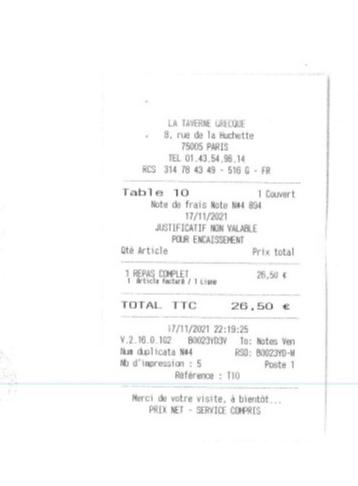 LA TAVERNE GRECQUE
8, rue de la Huchette
75005 PARIS
TEL 01.43.54.96.14
RCS 314 78 43 49 - 516 G - FR
Table 10 1 Couvert
Note de frais Note N#4 894
17/11/2021
JUSTIFICATIF NON VALABLE
POUR ENCAISSEMENT
Qté Article Prix total
1 REPAS COMPLET 26,50 €
1 Article facturé / 1 Ligne
TOTAL TTC 26,50 €
17/11/2021 22:19:25
V.2.16.0.102 B0023YD3V To: Notes Ven
Num duplicata N#4 RSD: B0023YD-M
Nb d'impression : 5 Poste 1
Référence : T10
Merci de votre visite, à bientôt...
PRIX NET - SERVICE COMPRIS